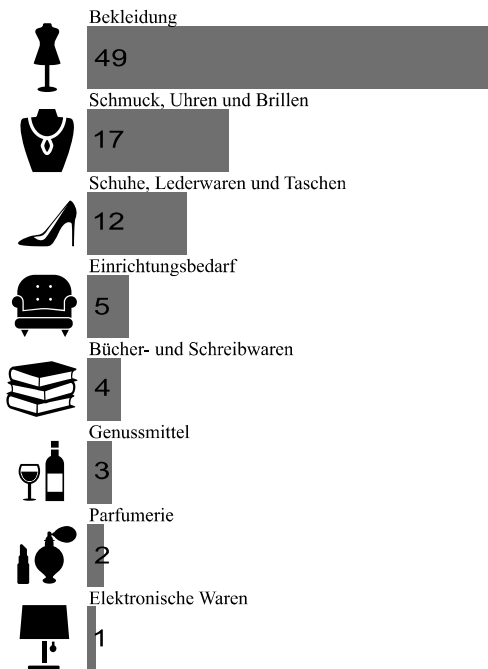 Bekleidung
49
Schmuck, Uhren und Brillen
17
Schuhe, Lederwaren und Taschen
12
Einrichtungsbedarf
5
Bücher- und Schreibwaren
4
Genussmittel
3
Parfumerie
2
Elektronische Waren
1